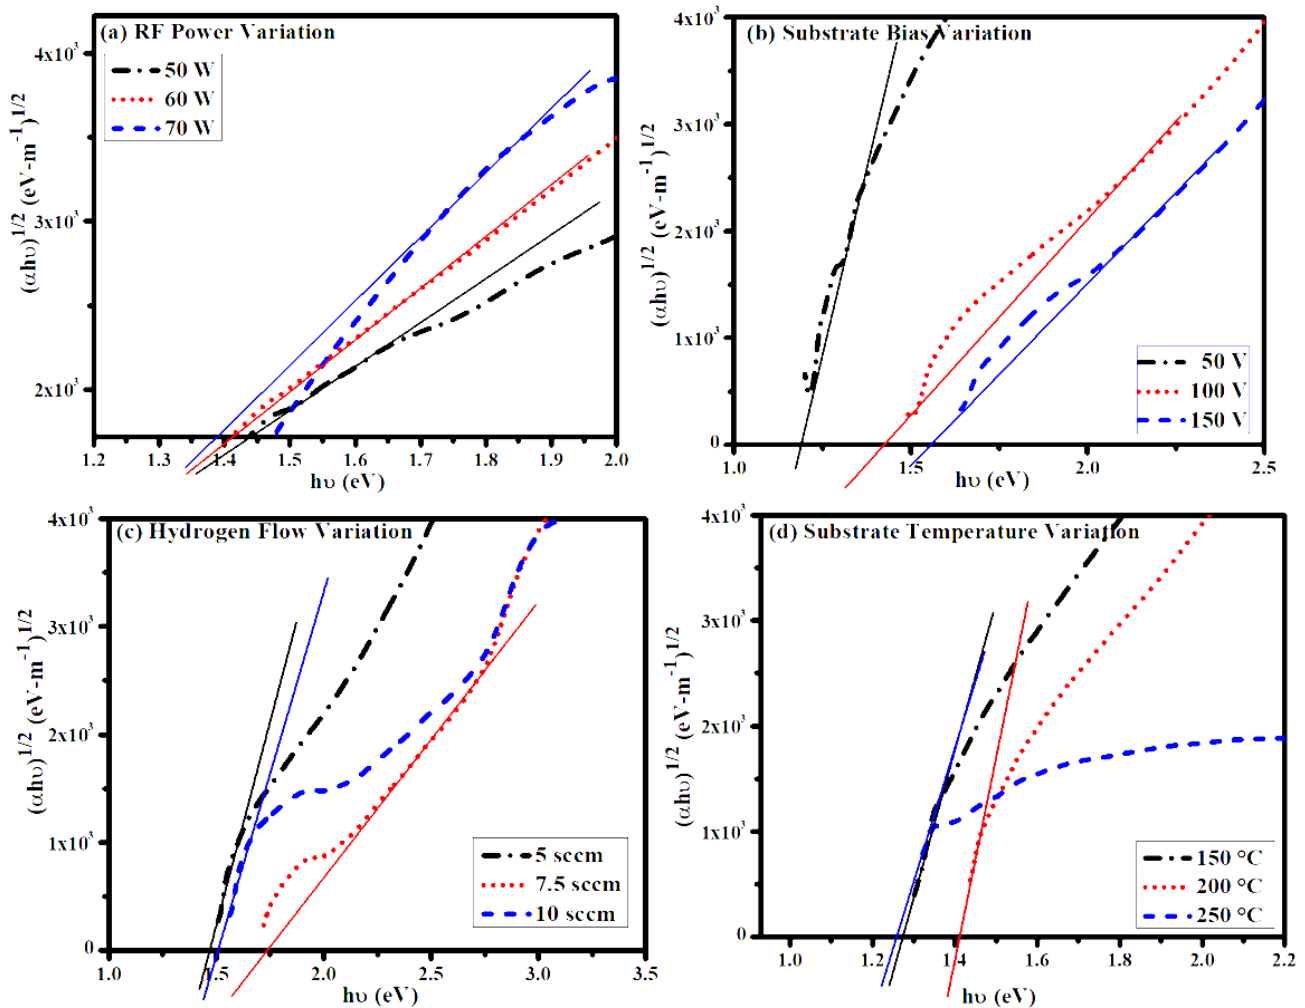 (a) RF Power Variation
50 W
60 W
70 W
4x10³
3x10³
2x10³
(αhυ)^1/2 (eV-m^-1)^1/2
1.2 1.3 1.4 1.5 1.6 1.7 1.8 1.9 2.0
hυ (eV)
(b) Substrate Bias Variation
4x10³
3x10³
2x10³
1x10³
0
(αhυ)^1/2 (eV-m^-1)^1/2
50 V
100 V
150 V
1.0 1.5 2.0 2.5
hυ (eV)
(c) Hydrogen Flow Variation
4x10³
3x10³
2x10³
1x10³
0
(αhυ)^1/2 (eV-m^-1)^1/2
5 sccm
7.5 sccm
10 sccm
1.0 1.5 2.0 2.5 3.0 3.5
hυ (eV)
(d) Substrate Temperature Variation
4x10³
3x10³
2x10³
1x10³
0
(αhυ)^1/2 (eV-m^-1)^1/2
150 °C
200 °C
250 °C
1.0 1.2 1.4 1.6 1.8 2.0 2.2
hυ (eV)